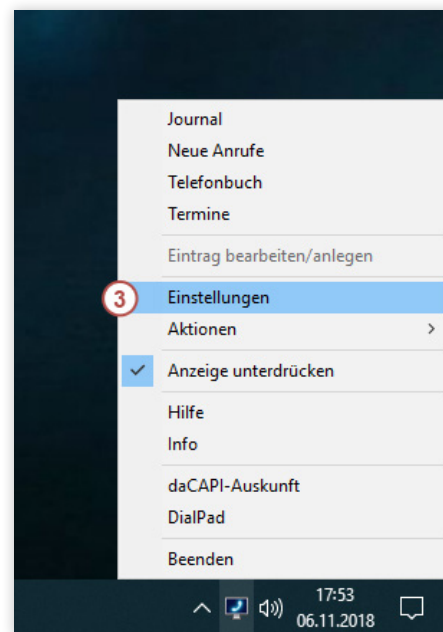 Journal
Neue Anrufe
Telefonbuch
Termine
Eintrag bearbeiten/anlegen
3
Einstellungen
Aktionen
Anzeige unterdrücken
Hilfe
Info
daCAPI-Auskunft
DialPad
Beenden
17:53
06.11.2018